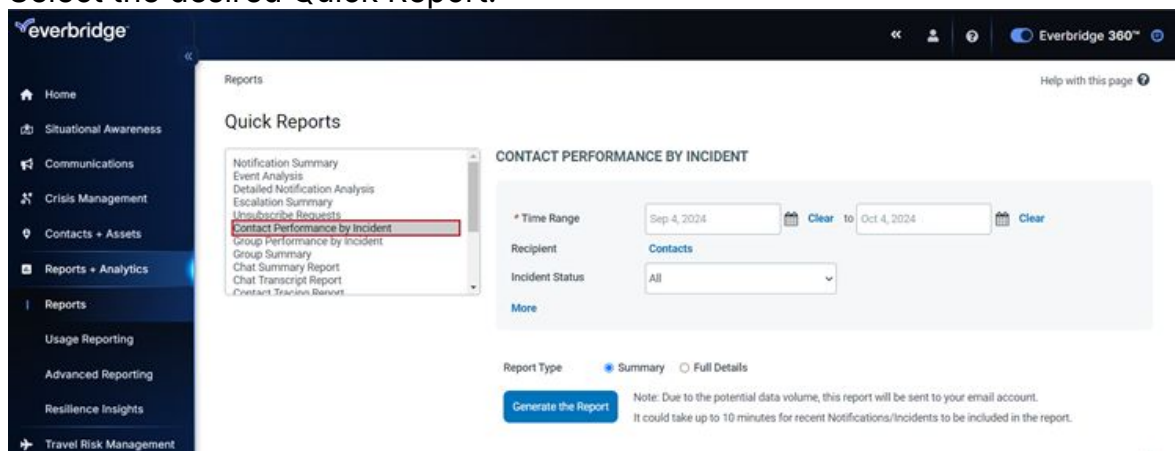 Select the desired Quick Report.
everbridge
Everbridge 360™
Home
Situational Awareness
Communications
Crisis Management
Contacts + Assets
Reports + Analytics
Reports
Usage Reporting
Advanced Reporting
Resilience Insights
Travel Risk Management
Reports
Help with this page
Quick Reports
Notification Summary
Event Analysis
Detailed Notification Analysis
Escalation Summary
Unsubscribe Requests
Contact Performance by Incident
Group Performance by Incident
Group Summary
Chat Summary Report
Chat Transcript Report
Contact Tracing Report
CONTACT PERFORMANCE BY INCIDENT
* Time Range Sep 4, 2024 Clear to Oct 4, 2024 Clear
Recipient Contacts
Incident Status All
More
Report Type Summary Full Details
Generate the Report
Note: Due to the potential data volume, this report will be sent to your email account.
It could take up to 10 minutes for recent Notifications/Incidents to be included in the report.